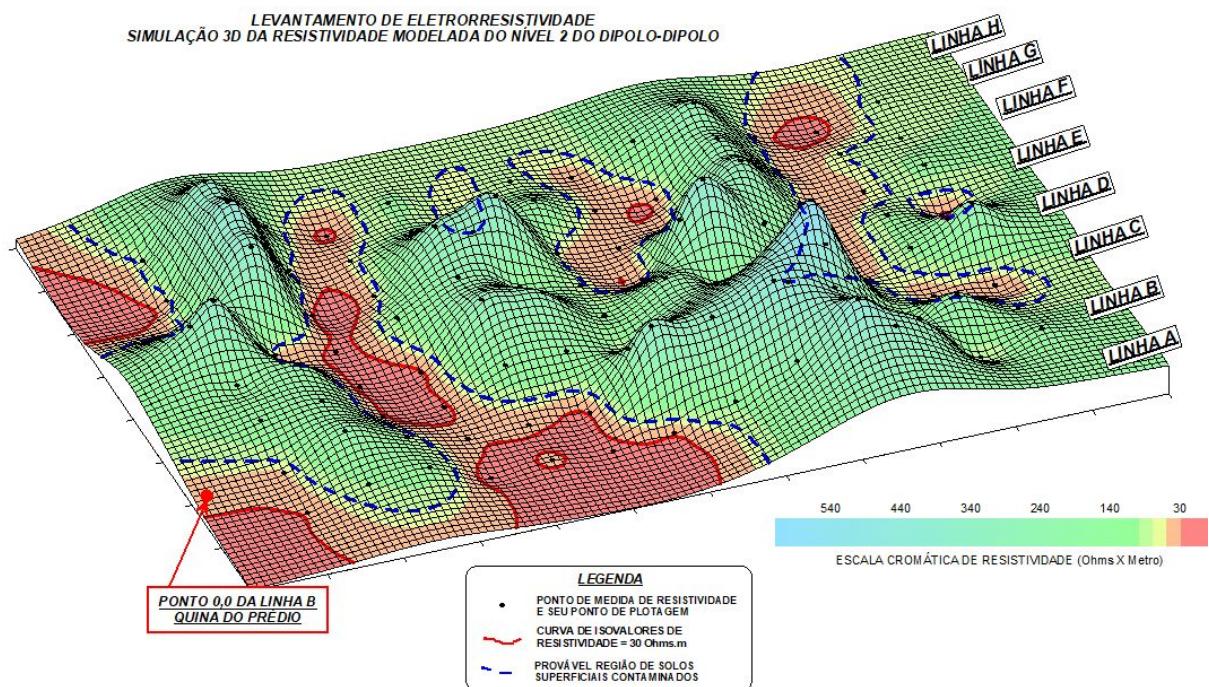 LEVANTAMENTO DE ELETRORRESISTIVIDADE
SIMULAÇÃO 3D DA RESISTIVIDADE MODELADA DO NÍVEL 2 DO DIPOLO-DIPOLO
LINHA H
LINHA G
LINHA F
LINHA E
LINHA D
LINHA C
LINHA B
LINHA A
540 440 340 240 140 30
ESCALA CROMÁTICA DE RESISTIVIDADE (Ohms X Metro)
PONTO 0,0 DA LINHA B
QUINA DO PRÉDIO
LEGENDA
PONTO DE MEDIDA DE RESISTIVIDADE
E SEU PONTO DE PLOTAGEM
CURVA DE ISOVALORES DE
RESISTIVIDADE = 30 Ohms.m
PROVÁVEL REGIÃO DE SOLOS
SUPERFICIAIS CONTAMINADOS